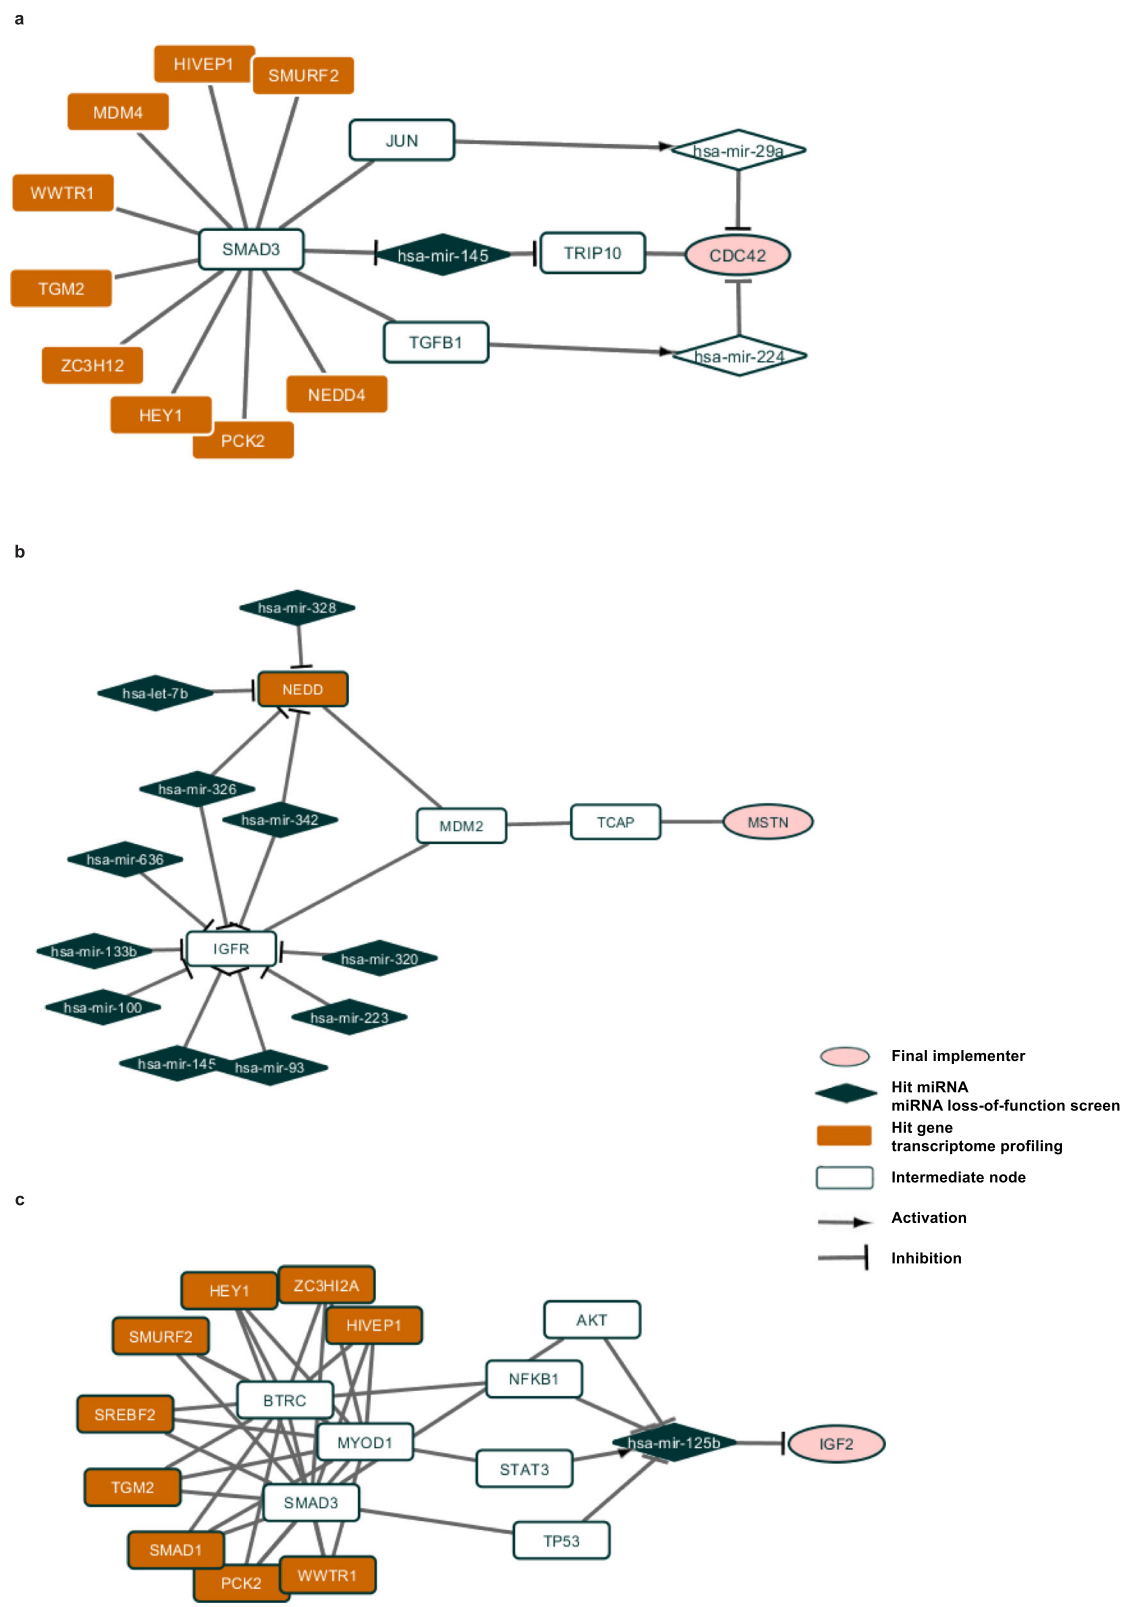 a
HIVEP1
SMURF2
MDM4
JUN
hsa-mir-29a
WWTR1
SMAD3
hsa-mir-145
TRIP10
CDC42
TGM2
TGFB1
hsa-mir-224
ZC3H12
NEDD4
HEY1
PCK2
b
hsa-mir-328
hsa-let-7b
NEDD
hsa-mir-326
hsa-mir-342
MDM2
TCAP
MSTN
hsa-mir-636
hsa-mir-133b
IGFR
hsa-mir-320
hsa-mir-100
hsa-mir-223
hsa-mir-145
hsa-mir-93
Final implementer
Hit miRNA
miRNA loss-of-function screen
Hit gene
transcriptome profiling
Intermediate node
Activation
Inhibition
c
HEY1
ZC3HI2A
HIVEP1
SMURF2
AKT
NFKB1
BTRC
SREBF2
MYOD1
hsa-mir-125b
IGF2
STAT3
TGM2
SMAD3
TP53
SMAD1
PCK2
WWTR1